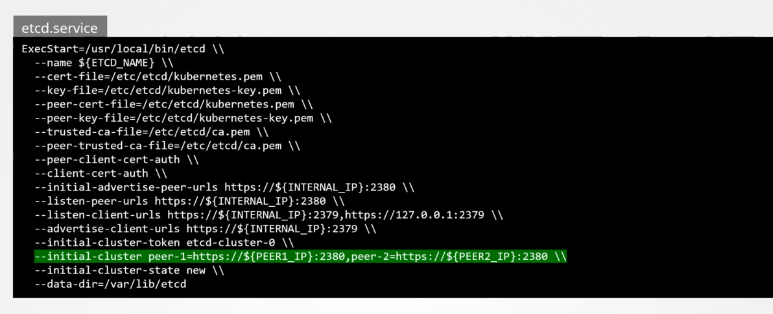 etcd.service
ExecStart=/usr/local/bin/etcd \\
--name ${ETCD_NAME} \\
--cert-file=/etc/etcd/kubernetes.pem \\
--key-file=/etc/etcd/kubernetes-key.pem \\
--peer-cert-file=/etc/etcd/kubernetes.pem \\
--peer-key-file=/etc/etcd/kubernetes-key.pem \\
--trusted-ca-file=/etc/etcd/ca.pem \\
--peer-trusted-ca-file=/etc/etcd/ca.pem \\
--peer-client-cert-auth \\
--client-cert-auth \\
--initial-advertise-peer-urls https://${INTERNAL_IP}:2380 \\
--listen-peer-urls https://${INTERNAL_IP}:2380 \\
--listen-client-urls https://${INTERNAL_IP}:2379,https://127.0.0.1:2379 \\
--advertise-client-urls https://${INTERNAL_IP}:2379 \\
--initial-cluster-token etcd-cluster-0 \\
--initial-cluster peer-1=https://${PEER1_IP}:2380,peer-2=https://${PEER2_IP}:2380 \\
--initial-cluster-state new \\
--data-dir=/var/lib/etcd